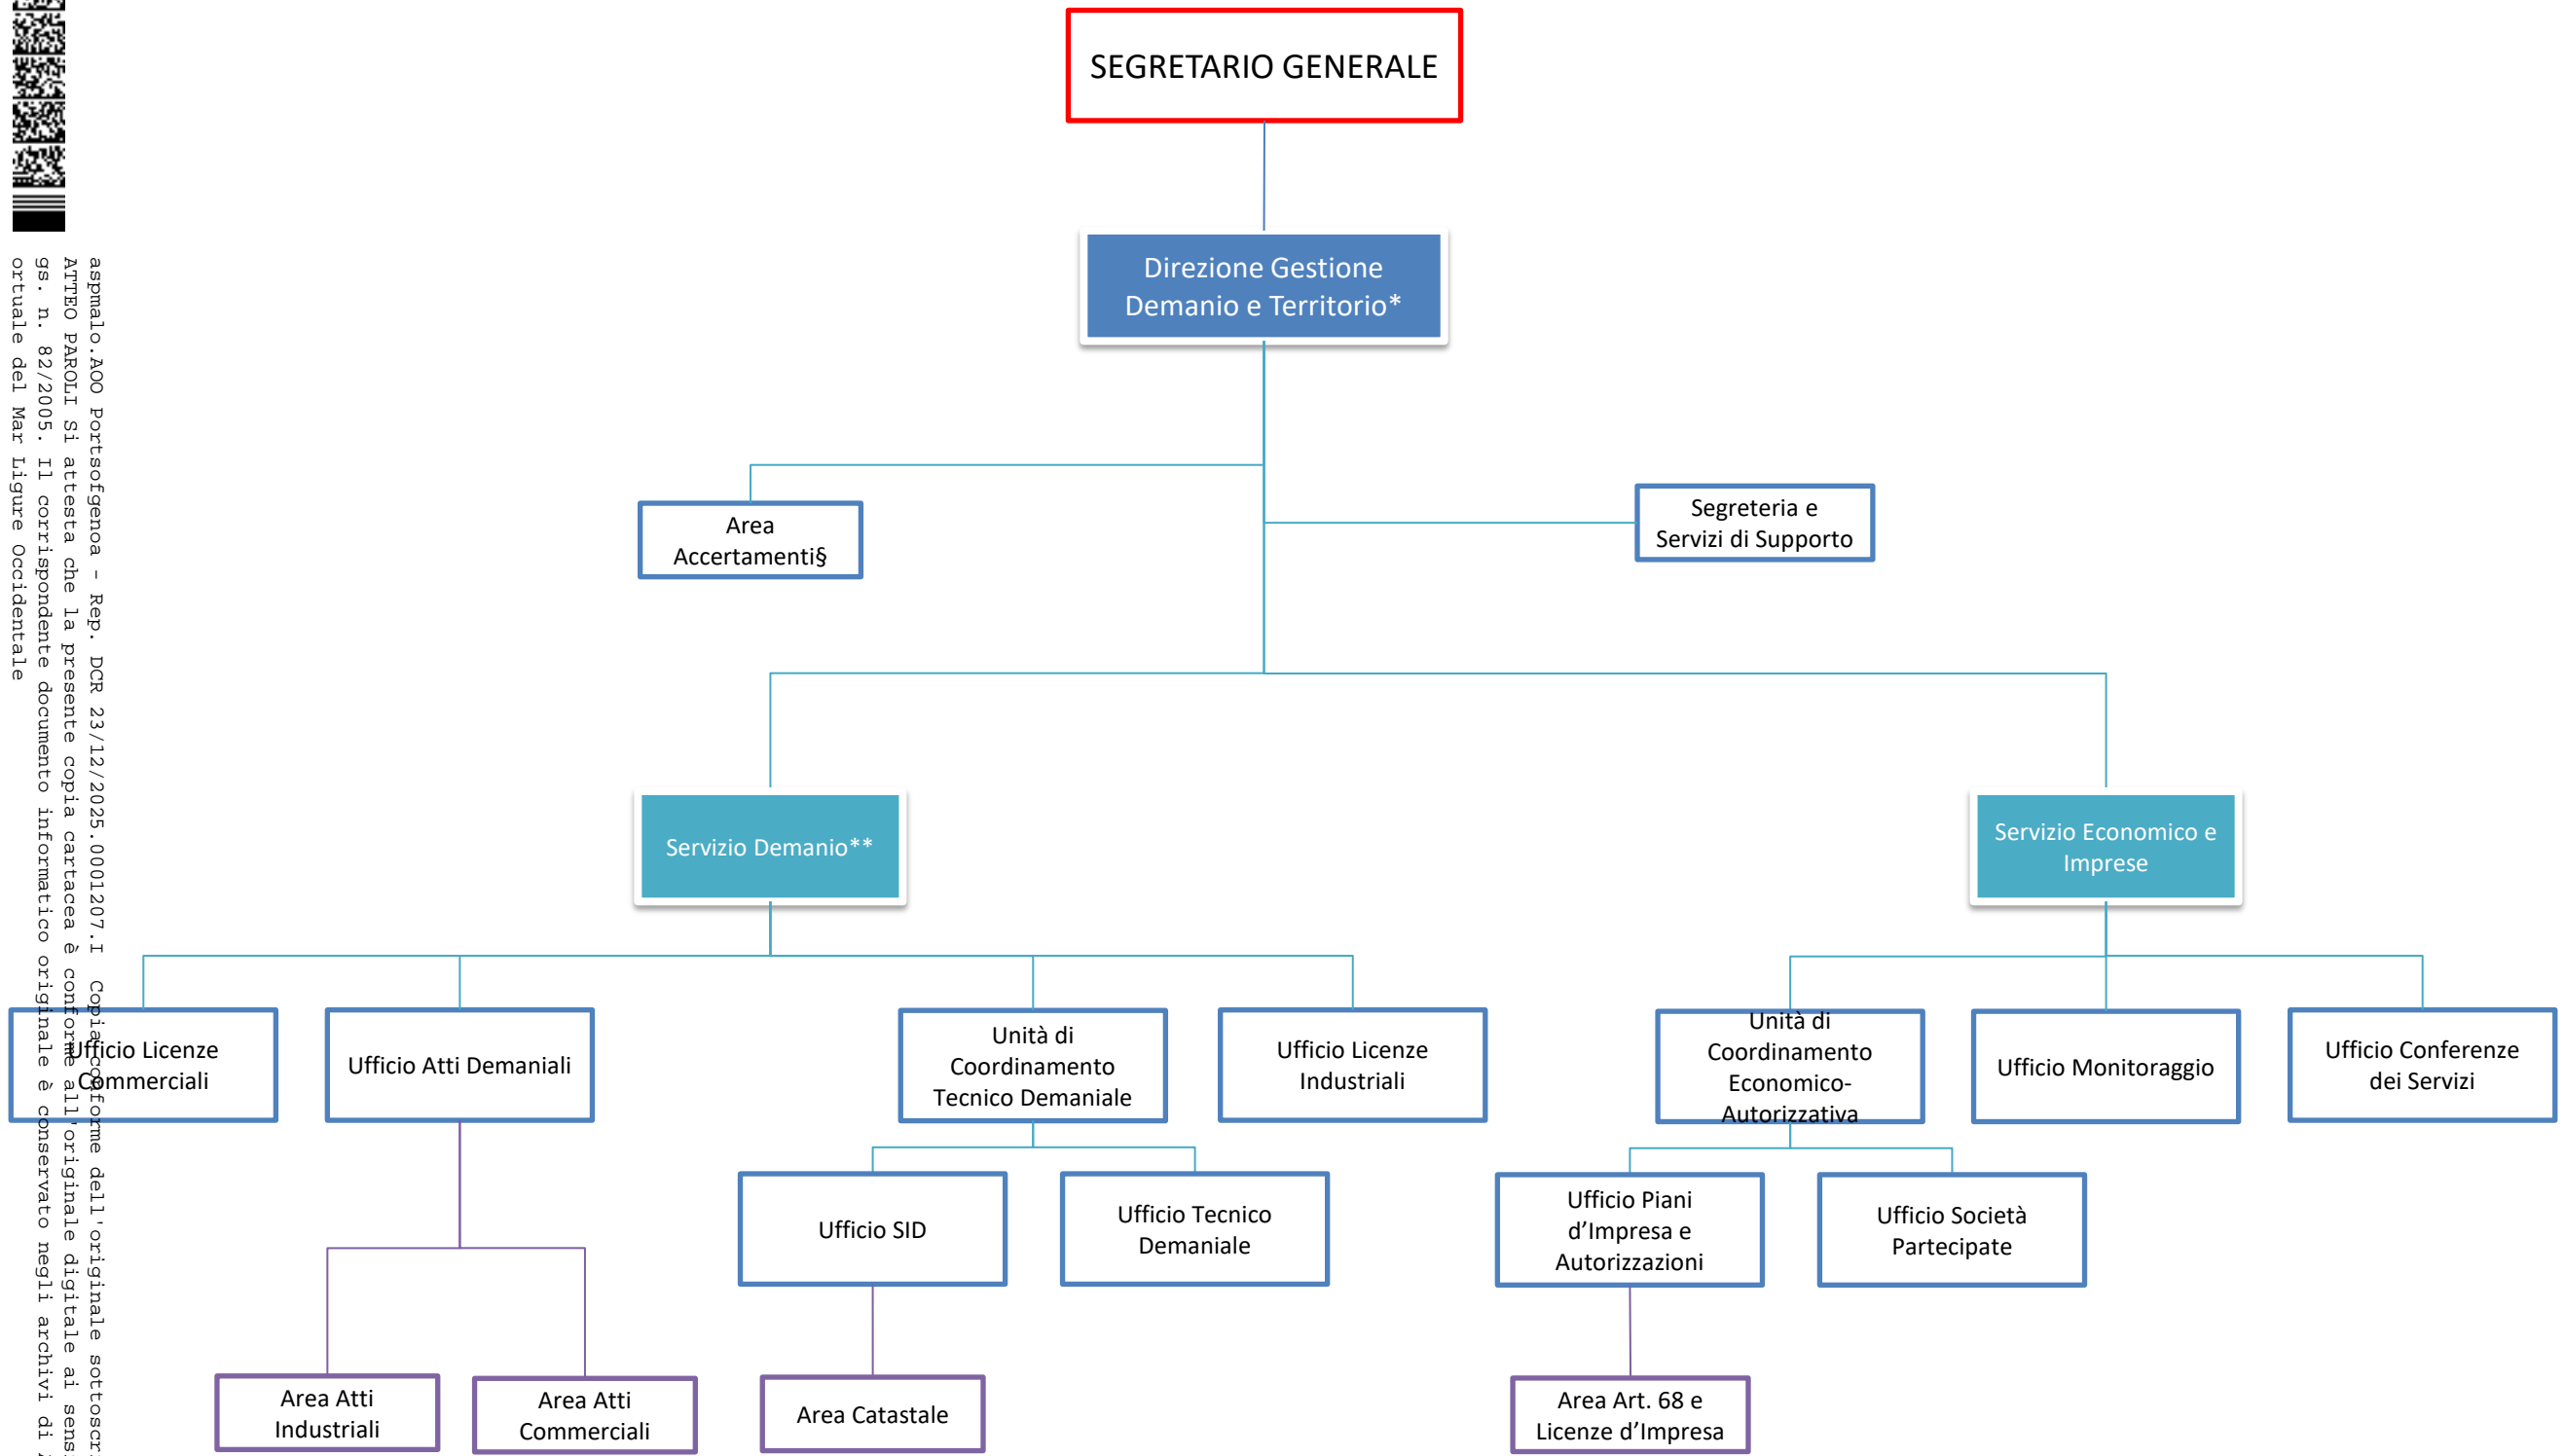 SEGRETARIO GENERALE
Direzione Gestione
Demanio e Territorio*
Area
Accertamenti§
Segreteria e
Servizi di Supporto
Servizio Demanio**
Servizio Economico e
Imprese
Ufficio Licenze
Commerciali
Ufficio Atti Demaniali
Unità di
Coordinamento
Tecnico Demaniale
Ufficio Licenze
Industriali
Unità di
Coordinamento
Economico-
Autorizzativa
Ufficio Monitoraggio
Ufficio Conferenze
dei Servizi
Ufficio SID
Ufficio Tecnico
Demaniale
Ufficio Piani
d’Impresa e
Autorizzazioni
Ufficio Società
Partecipate
Area Atti
Industriali
Area Atti
Commerciali
Area Catastale
Area Art. 68 e
Licenze d’Impresa
aspmalo.AOO Portsofgenoa - Rep. DCR 23/12/2025.0001207.I Copia conforme dell'originale sottoscr
ATTEO PAROLI Si attesta che la presente copia cartacea è conforme all'originale digitale ai sens
gs. n. 82/2005. Il corrispondente documento informatico originale è conservato negli archivi di
ortuale del Mar Ligure Occidentale